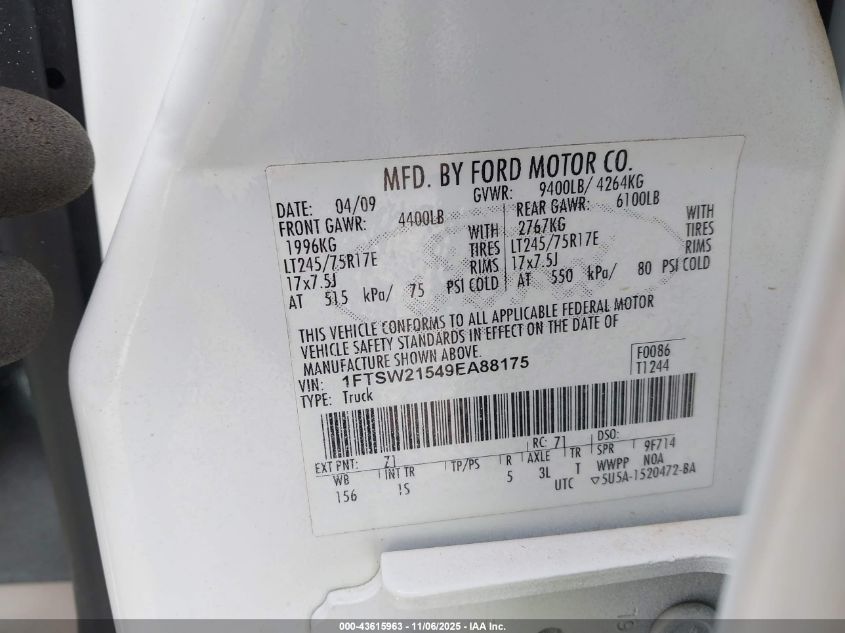 MFD. BY FORD MOTOR CO.
DATE: 04/09 GVWR: 9400LB/ 4264KG
FRONT GAWR: 4400LB REAR GAWR: 6100LB
1996KG WITH 2767KG WITH
LT245/75R17E TIRES LT245/75R17E TIRES
17x7.5J RIMS 17x7.5J RIMS
AT 515 kPa/ 75 PSI COLD AT 550 kPa/ 80 PSI COLD
THIS VEHICLE CONFORMS TO ALL APPLICABLE FEDERAL MOTOR
VEHICLE SAFETY STANDARDS IN EFFECT ON THE DATE OF
MANUFACTURE SHOWN ABOVE.
VIN: 1FTSW21549EA88175 F0086
TYPE: Truck T1244
EXT PNT: Z1 RC: 71 DSO:
WB INT TR TP/PS R AXLE TR SPR 9F714
156 5 3L T WWPP NOA
UTC ▽5U5A-1520472-BA
000-43615963 - 11/06/2025 - IAA Inc.